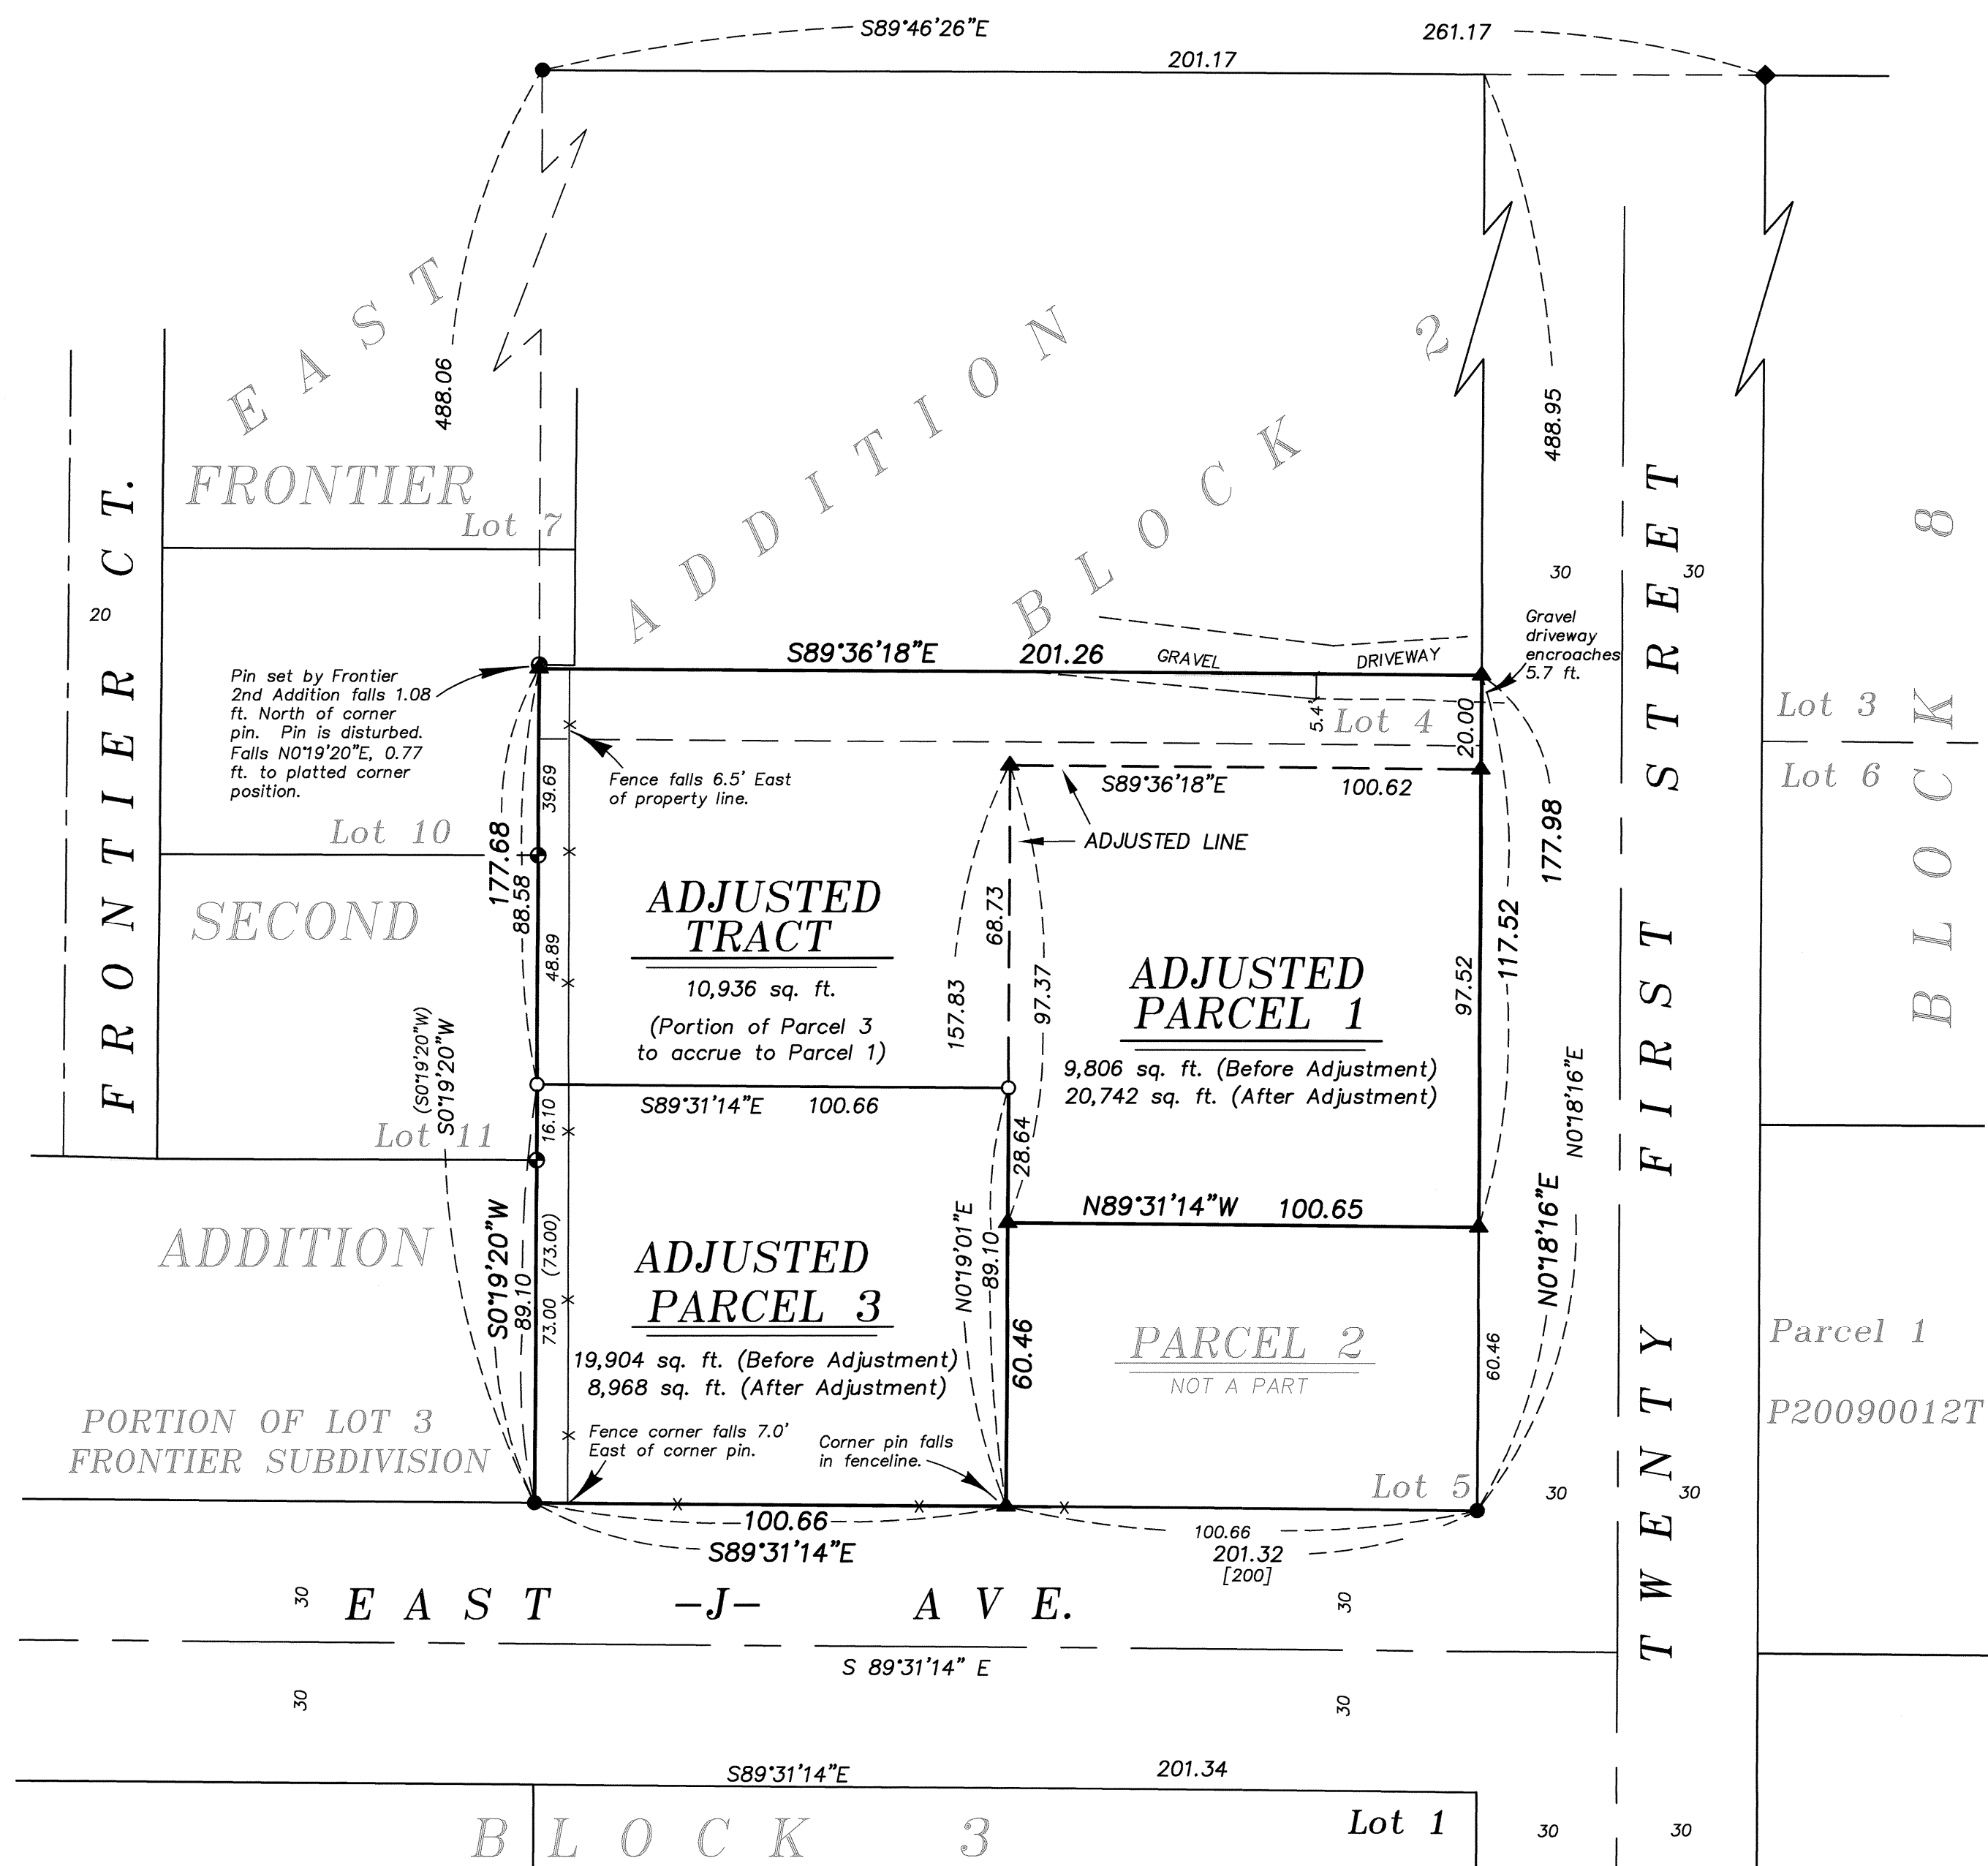 S89°46'26"E
261.17
201.17
488.06
488.95
EAST
ADDITION
BLOCK 2
FRONTIER
Lot 7
FRONTIER CT.
20
30
30
Gravel
driveway
encroaches
5.7 ft.
S89°36'18"E 201.26
GRAVEL DRIVEWAY
Pin set by Frontier
2nd Addition falls 1.08
ft. North of corner
pin. Pin is disturbed.
Falls N0°19'20"E, 0.77
ft. to platted corner
position.
5.4'
Lot 4
20.00
Lot 3
Lot 6
BLOCK 8
Fence falls 6.5' East
of property line.
39.69
S89°36'18"E 100.62
ADJUSTED LINE
Lot 10
177.68
88.58
48.89
177.98
117.52
SECOND
ADJUSTED
TRACT
10,936 sq. ft.
(Portion of Parcel 3
to accrue to Parcel 1)
68.73
157.83
97.37
97.52
ADJUSTED
PARCEL 1
9,806 sq. ft. (Before Adjustment)
20,742 sq. ft. (After Adjustment)
(S0°19'20"W)
S0°19'20"W
S89°31'14"E 100.66
16.10
Lot 11
28.64
N0°18'16"E
N0°18'16"E
N89°31'14"W 100.65
TWENTY FIRST STREET
ADDITION
S0°19'20"W
89.10
73.00 (73.00)
ADJUSTED
PARCEL 3
19,904 sq. ft. (Before Adjustment)
8,968 sq. ft. (After Adjustment)
N0°19'01"E
89.10
60.46
PARCEL 2
NOT A PART
60.46
Parcel 1
P20090012T
PORTION OF LOT 3
FRONTIER SUBDIVISION
Fence corner falls 7.0'
East of corner pin.
Corner pin falls
in fenceline.
Lot 5
30
30
100.66
S89°31'14"E
100.66
201.32
[200]
30
EAST -J- AVE.
30
S 89°31'14" E
30
30
S89°31'14"E 201.34
BLOCK 3
Lot 1
30
30